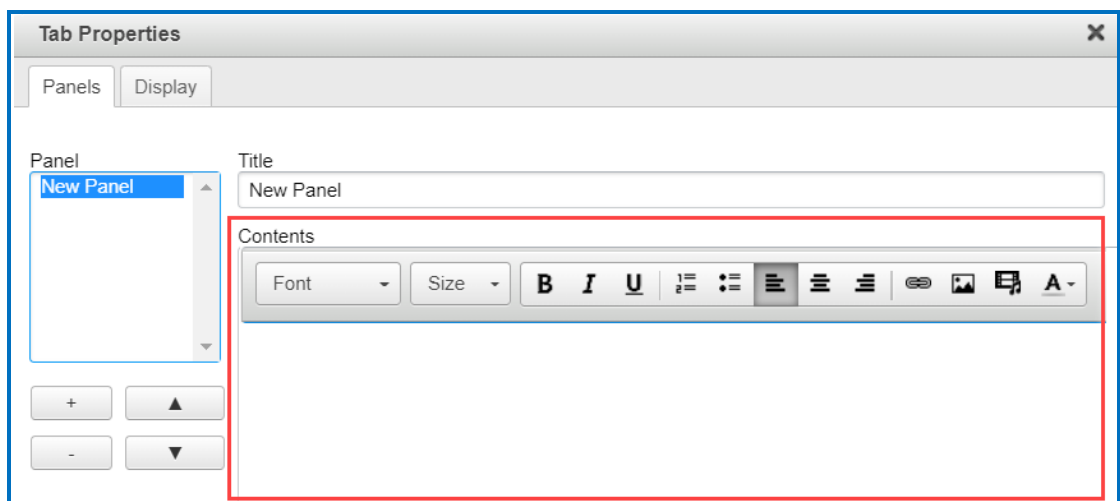 Tab Properties
Panels Display
Panel Title
New Panel New Panel
Contents
Font Size B I U A
+ ▲
- ▼